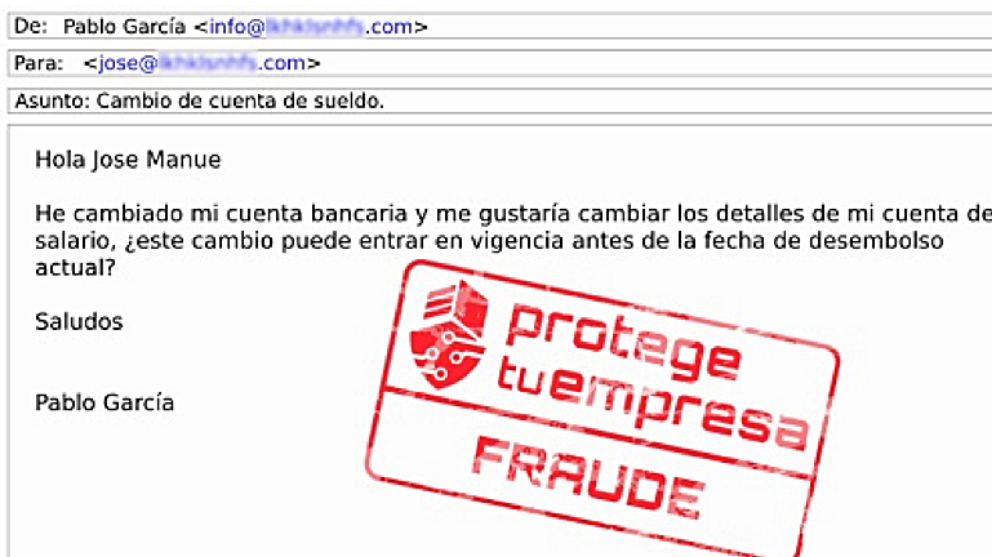 De: Pablo García <info@ .com>
Para: <jose@ .com>
Asunto: Cambio de cuenta de sueldo.
Hola Jose Manue
He cambiado mi cuenta bancaria y me gustaría cambiar los detalles de mi cuenta de
salario, ¿este cambio puede entrar en vigencia antes de la fecha de desembolso
actual?
Saludos
Pablo García
protege
tuempresa
FRAUDE